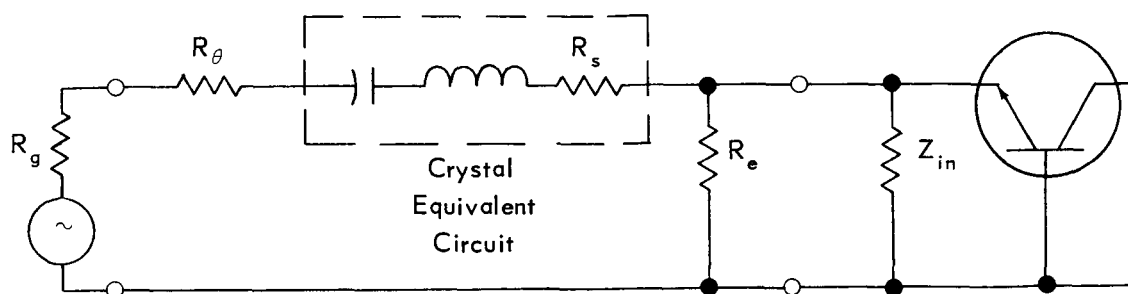 R_θ
R_s
R_g
R_e
Z_in
Crystal
Equivalent
Circuit
~